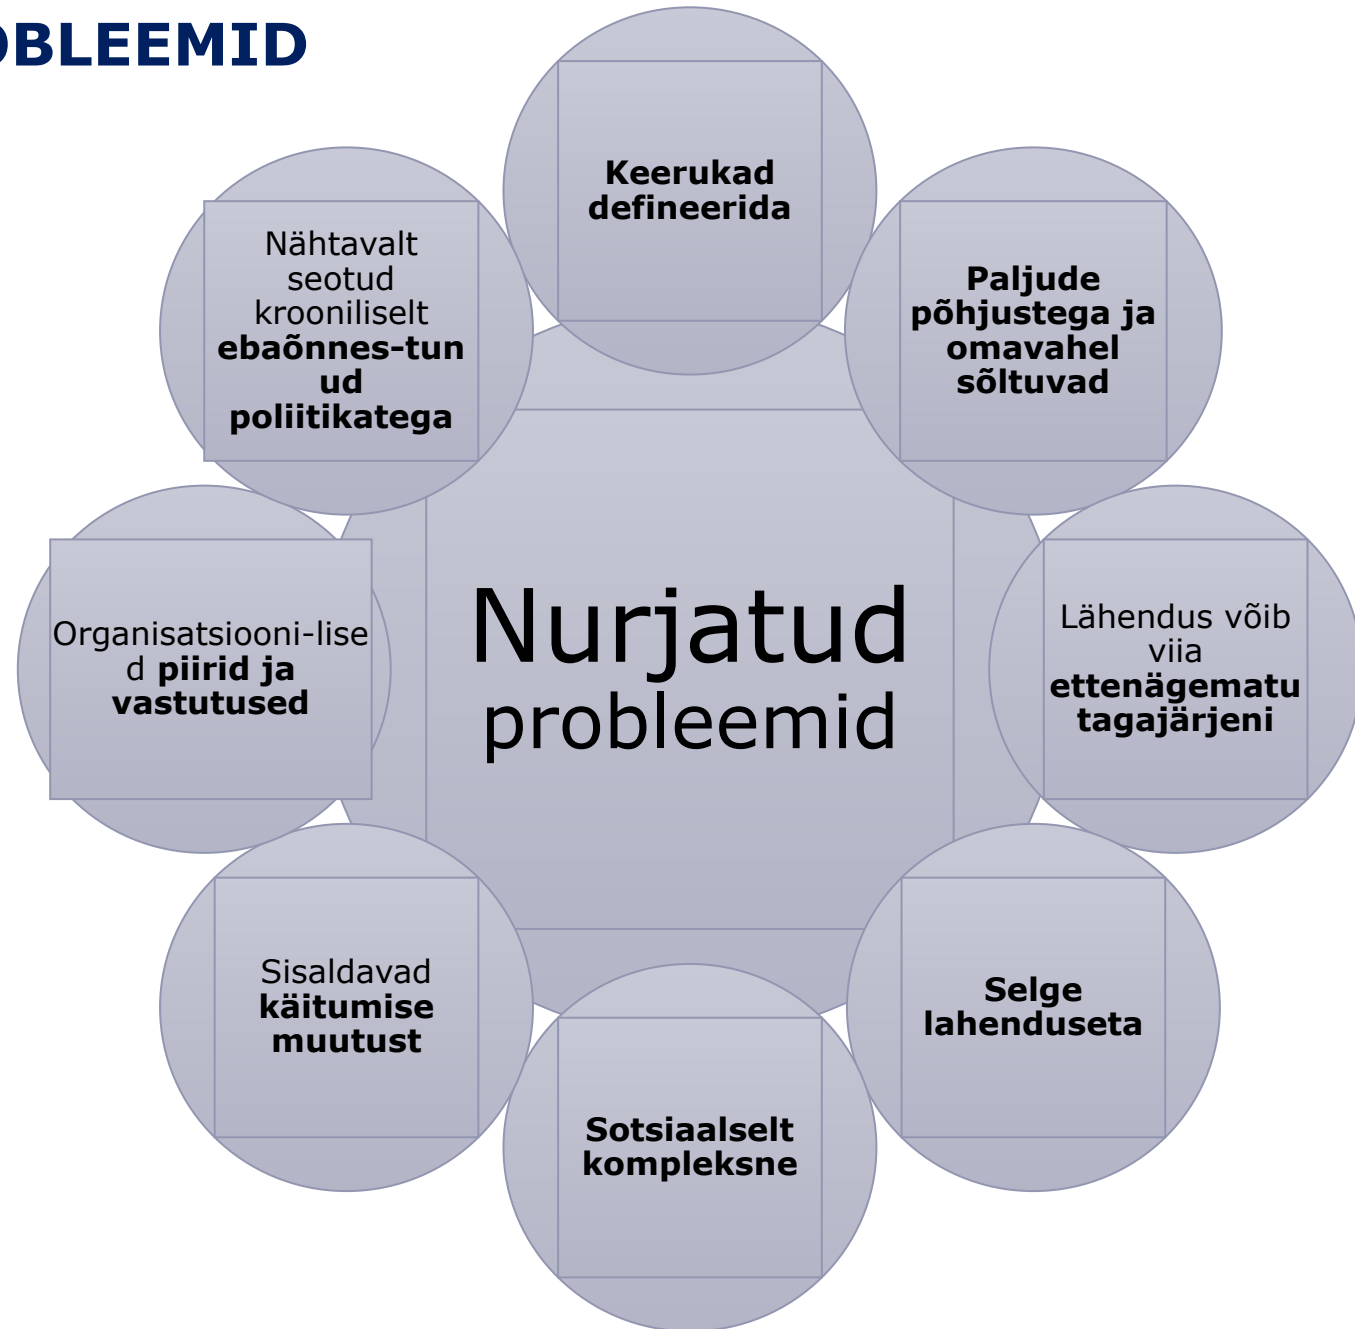 OBLEEMID
Keerukad
defineerida
Nähtavalt
seotud
krooniliselt
ebaõnnes-tun
ud
poliitikatega
Paljude
põhjustega ja
omavahel
sõltuvad
Organisatsiooni-lise
d piirid ja
vastutused
Nurjatud
probleemid
Lähendus võib
viia
ettenägematu
tagajärjeni
Sisaldavad
käitumise
muutust
Selge
lahenduseta
Sotsiaalselt
kompleksne